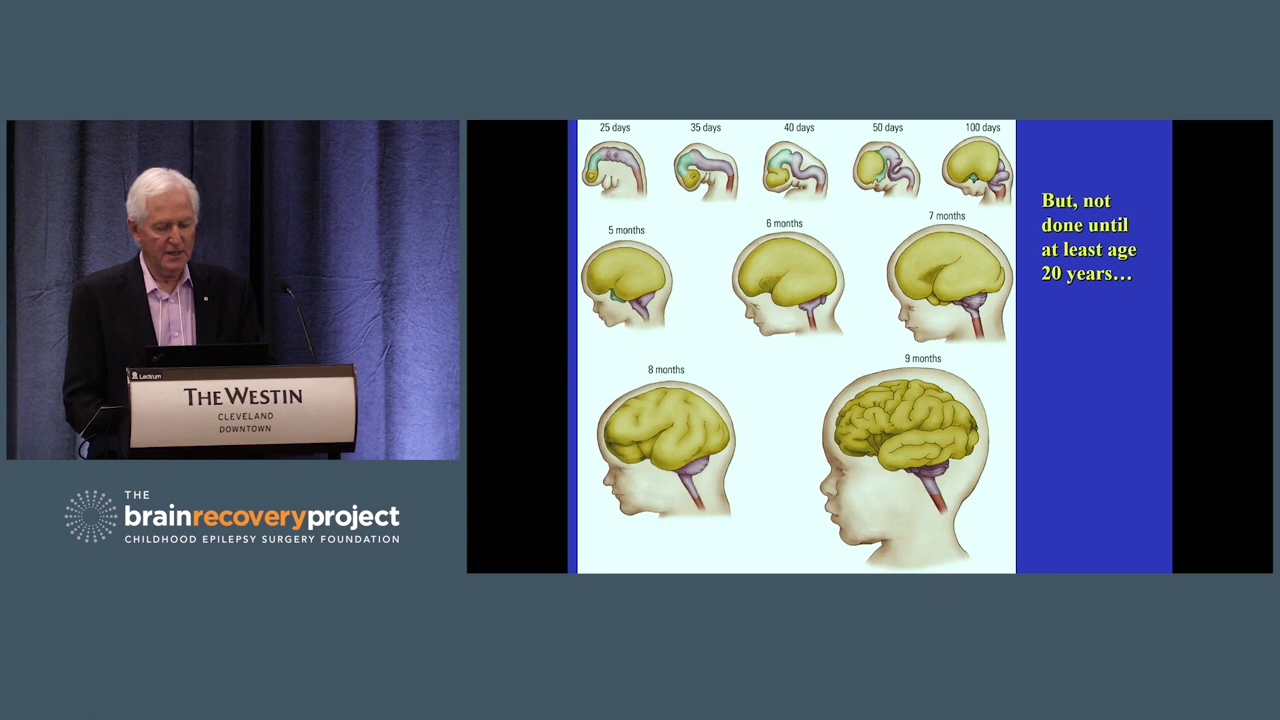 25 days
35 days
40 days
50 days
100 days
5 months
6 months
7 months
8 months
9 months
But, not
done until
at least age
20 years…
Lectrum
THE WESTIN
CLEVELAND
DOWNTOWN
THE
brainrecoveryproject
CHILDHOOD EPILEPSY SURGERY FOUNDATION